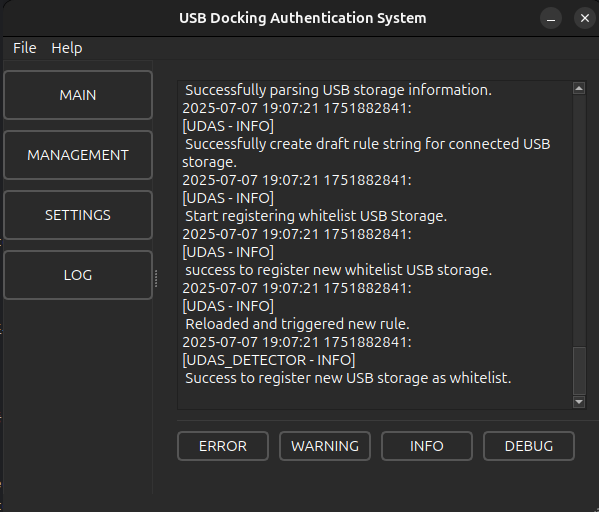 USB Docking Authentication System
File Help
MAIN
MANAGEMENT
SETTINGS
LOG
Successfully parsing USB storage information.
2025-07-07 19:07:21 1751882841:
[UDAS - INFO]
Successfully create draft rule string for connected USB
storage.
2025-07-07 19:07:21 1751882841:
[UDAS - INFO]
Start registering whitelist USB Storage.
2025-07-07 19:07:21 1751882841:
[UDAS - INFO]
success to register new whitelist USB storage.
2025-07-07 19:07:21 1751882841:
[UDAS - INFO]
Reloaded and triggered new rule.
2025-07-07 19:07:21 1751882841:
[UDAS_DETECTOR - INFO]
Success to register new USB storage as whitelist.
ERROR
WARNING
INFO
DEBUG